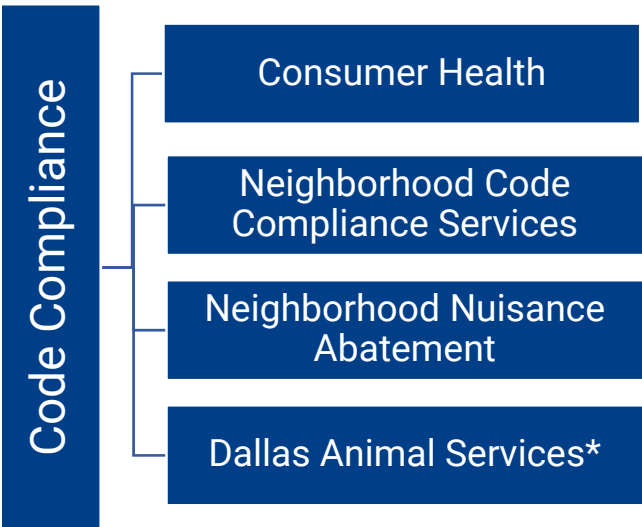 Code Compliance
Consumer Health
Neighborhood Code
Compliance Services
Neighborhood Nuisance
Abatement
Dallas Animal Services*